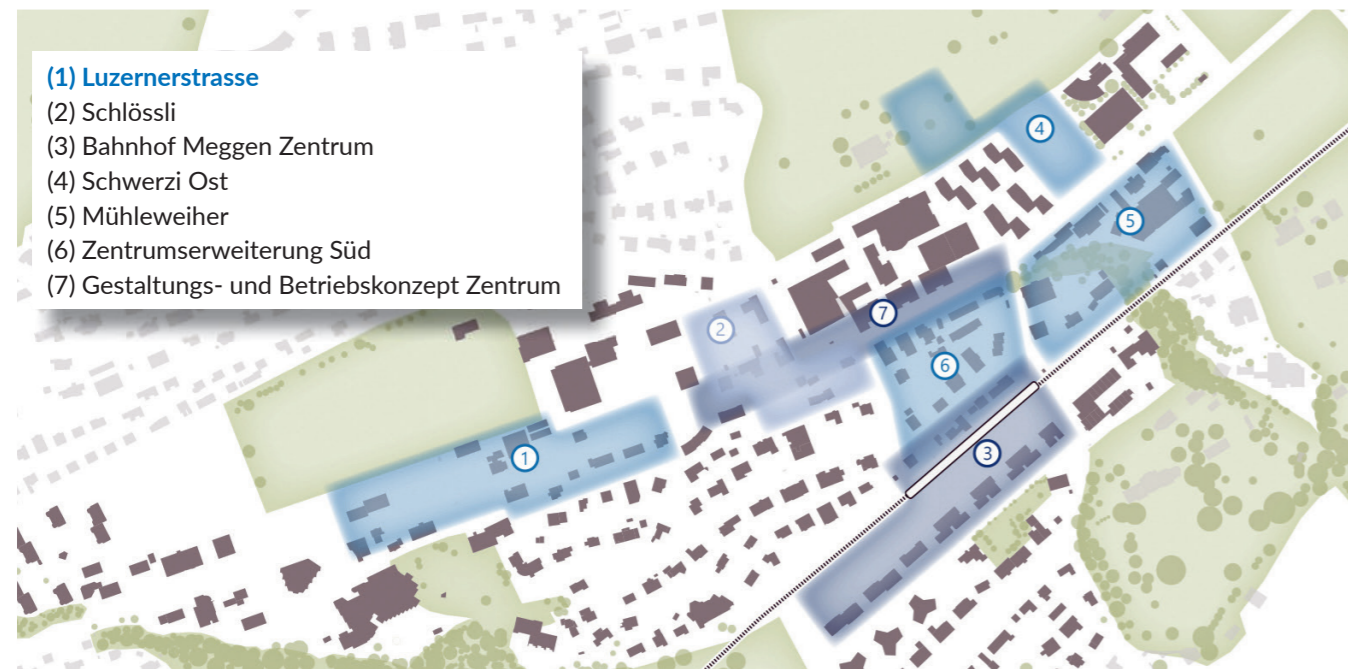 (1) Luzernerstrasse
(2) Schlössli
(3) Bahnhof Meggen Zentrum
(4) Schwerzi Ost
(5) Mühleweiher
(6) Zentrumserweiterung Süd
(7) Gestaltungs- und Betriebskonzept Zentrum
4
5
2
7
6
1
3